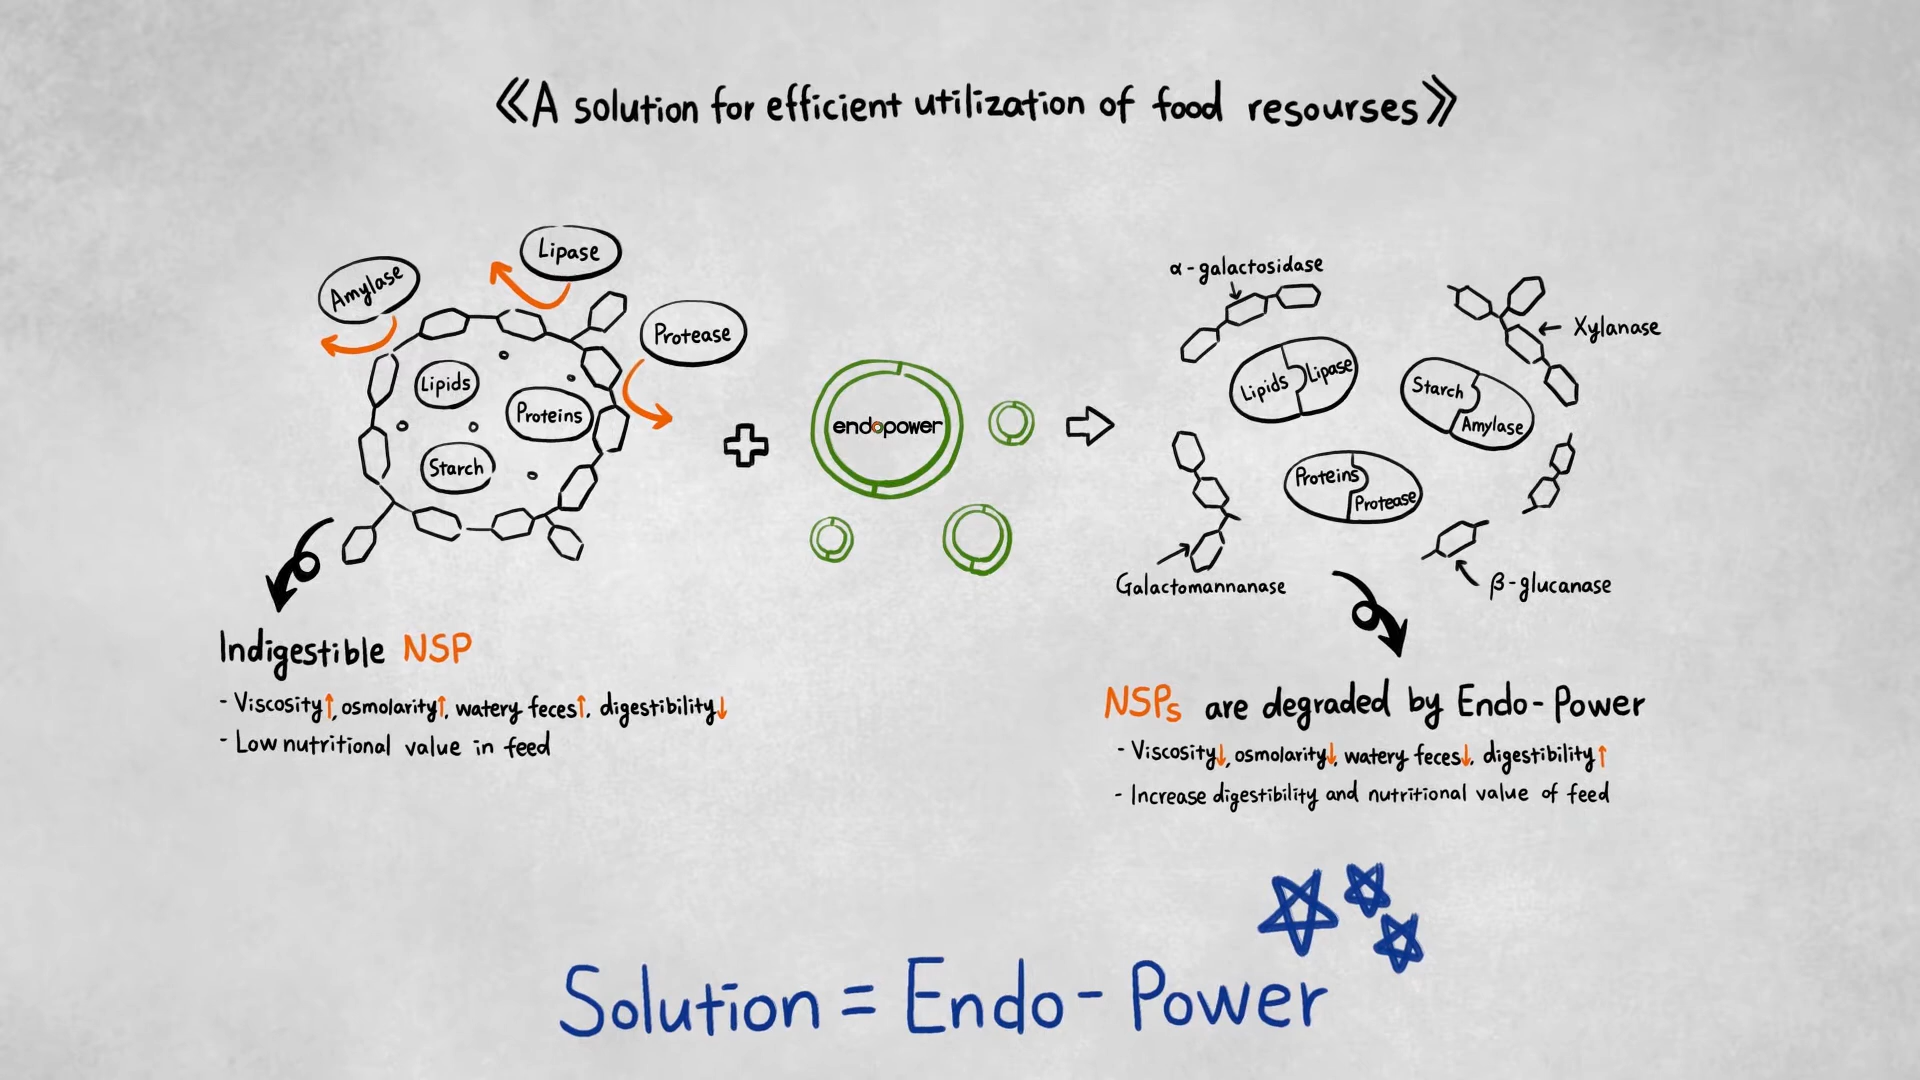 《A solution for efficient utilization of food resourses》
Lipase
Amylase
Protease
Lipids
Proteins
Starch
endopower
α-galactosidase
Xylanase
Lipids Lipase
Starch
Amylase
Proteins
Protease
Galactomannanase
β-glucanase
Indigestible NSP
- Viscosity↑, osmolarity↑, watery feces↑, digestibility↓
- Low nutritional value in feed
NSPs are degraded by Endo-Power
- Viscosity↓, osmolarity↓, watery feces↓, digestibility↑
- Increase digestibility and nutritional value of feed
Solution = Endo-Power